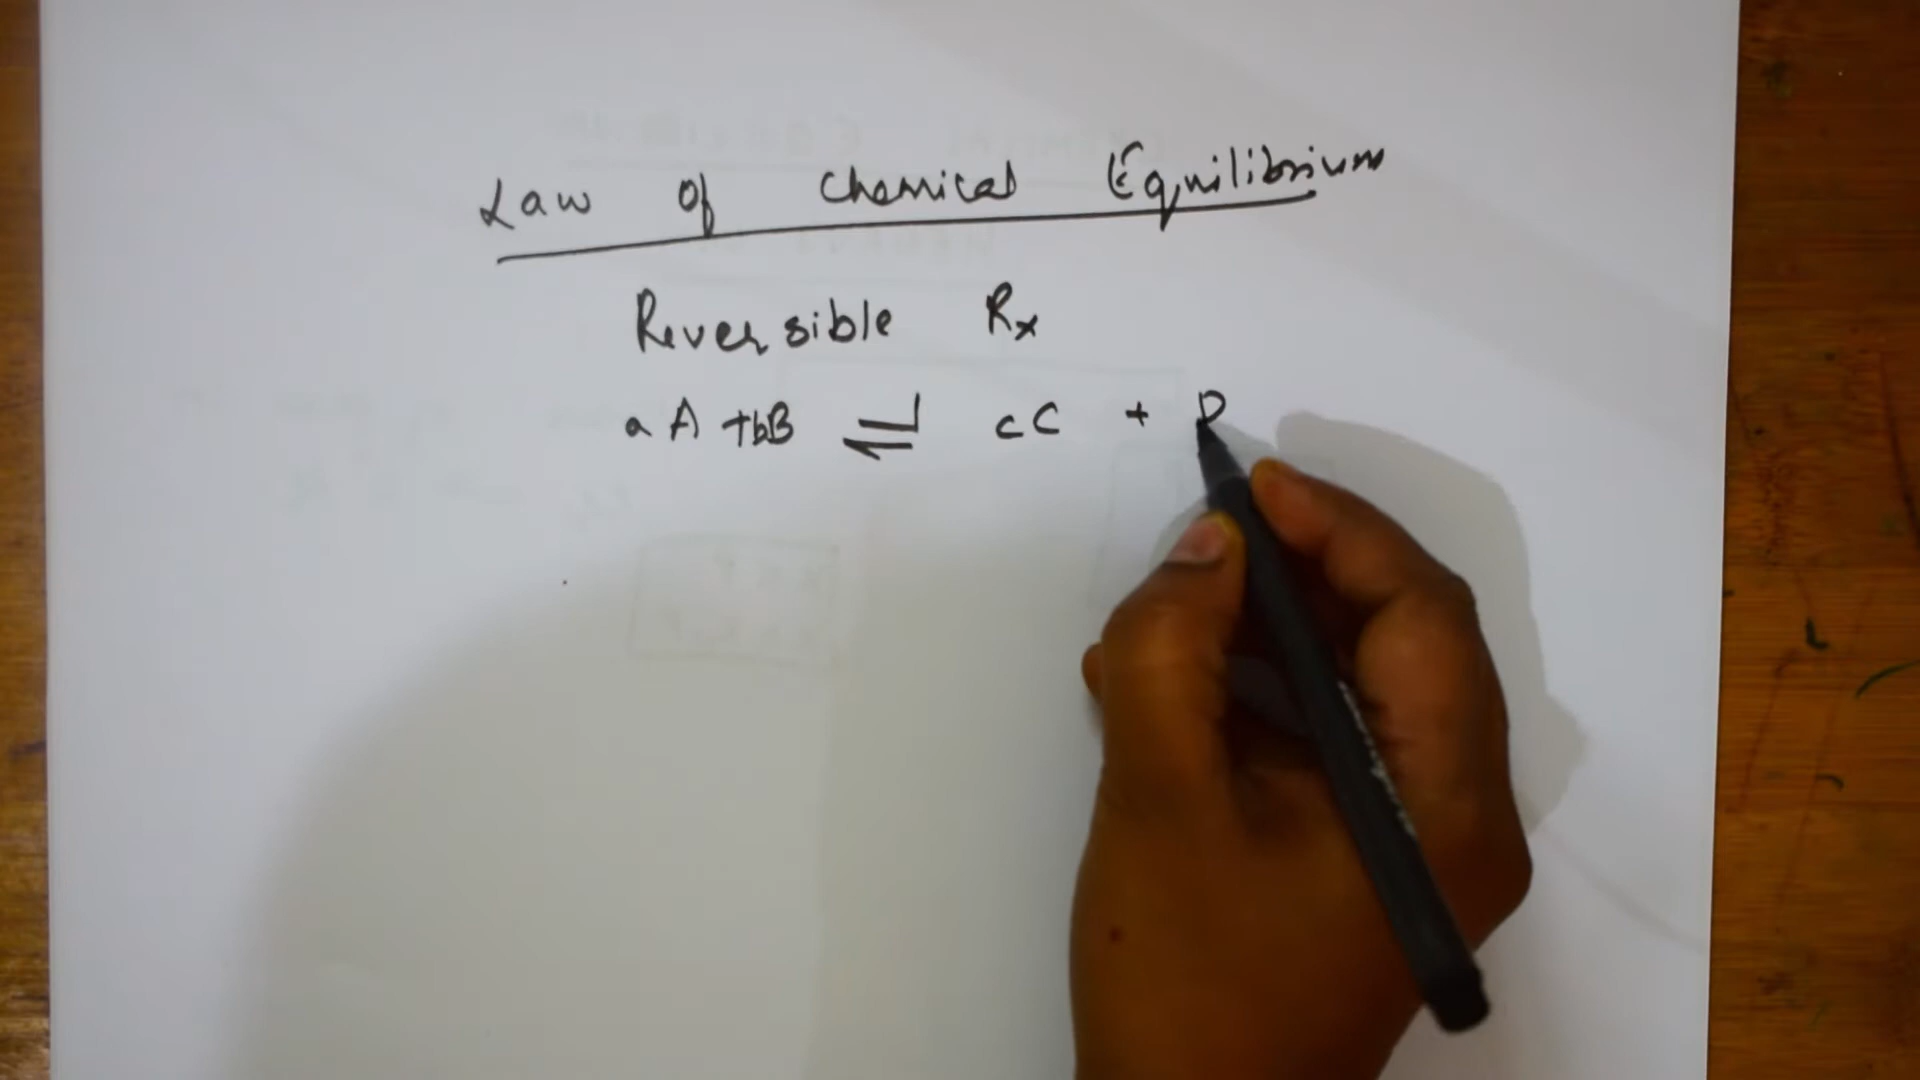 Law of Chemical Equilibrium
Reversible Rx
aA +bB ⇌ cC + D